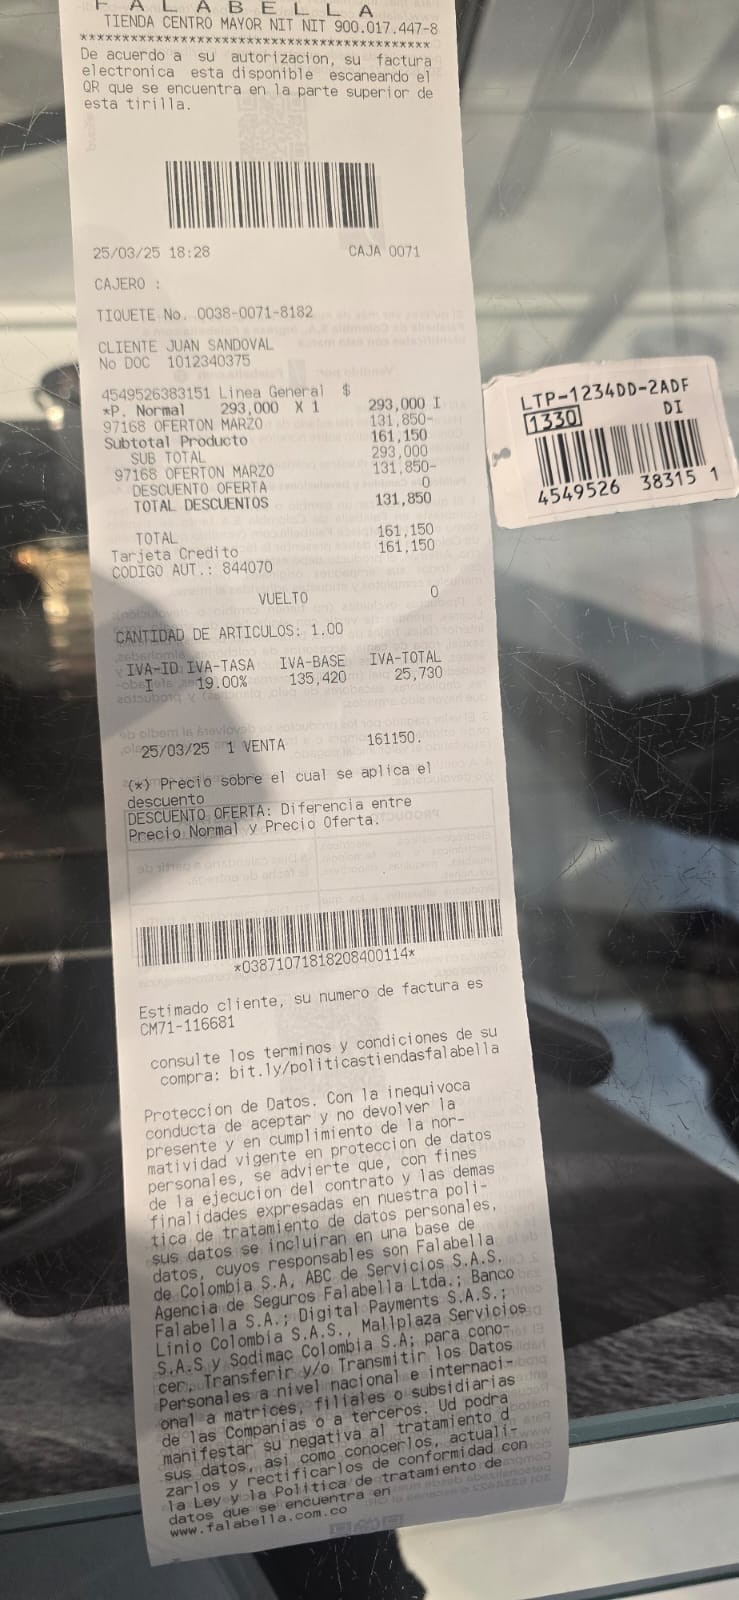 FALABELLA
TIENDA CENTRO MAYOR NIT NIT 900.017.447-8
******************************************
De acuerdo a su autorizacion, su factura
electronica esta disponible escaneando el
QR que se encuentra en la parte superior de
esta tirilla.
25/03/25 18:28 CAJA 0071
CAJERO :
TIQUETE No. 0038-0071-8182
CLIENTE JUAN SANDOVAL
No DOC 1012340375
4549526383151 Linea General $
*P. Normal 293,000 X 1 293,000 I
97168 OFERTON MARZO 131,850-
Subtotal Producto 161,150
SUB TOTAL 293,000
97168 OFERTON MARZO 131,850-
DESCUENTO OFERTA 0
TOTAL DESCUENTOS 131,850
TOTAL 161,150
Tarjeta Credito 161,150
CODIGO AUT.: 844070
VUELTO 0
CANTIDAD DE ARTICULOS: 1.00
IVA-ID IVA-TASA IVA-BASE IVA-TOTAL
I 19.00% 135,420 25,730
25/03/25 1 VENTA 161150.
(*) Precio sobre el cual se aplica el
descuento
DESCUENTO OFERTA: Diferencia entre
Precio Normal y Precio Oferta.
*03871071818208400114*
Estimado cliente, su numero de factura es
CM71-116681
consulte los terminos y condiciones de su
compra: bit.ly/politicastiendasfalabella
Proteccion de Datos. Con la inequivoca
conducta de aceptar y no devolver la
presente y en cumplimiento de la nor-
matividad vigente en proteccion de datos
personales, se advierte que, con fines
de la ejecucion del contrato y las demas
finalidades expresadas en nuestra poli-
tica de tratamiento de datos personales,
sus datos se incluiran en una base de
datos, cuyos responsables son Falabella
de Colombia S.A, ABC de Servicios S.A.S.
Agencia de Seguros Falabella Ltda.; Banco
Falabella S.A.; Digital Payments S.A.S.;
Linio Colombia S.A.S., Mallplaza Servicios
S.A.S y Sodimac Colombia S.A; para cono-
cer, Transferir y/o Transmitir los Datos
Personales a nivel nacional e internaci-
onal a matrices, filiales o subsidiarias
de las Companias o a terceros. Ud podra
manifestar su negativa al tratamiento d
sus datos, asi como conocerlos, actuali-
zarlos y rectificarlos de conformidad con
la Ley y la Politica de tratamiento de
datos que se encuentra en
www.falabella.com.co
LTP-1234DD-2ADF
1330 DI
4549526 38315 1